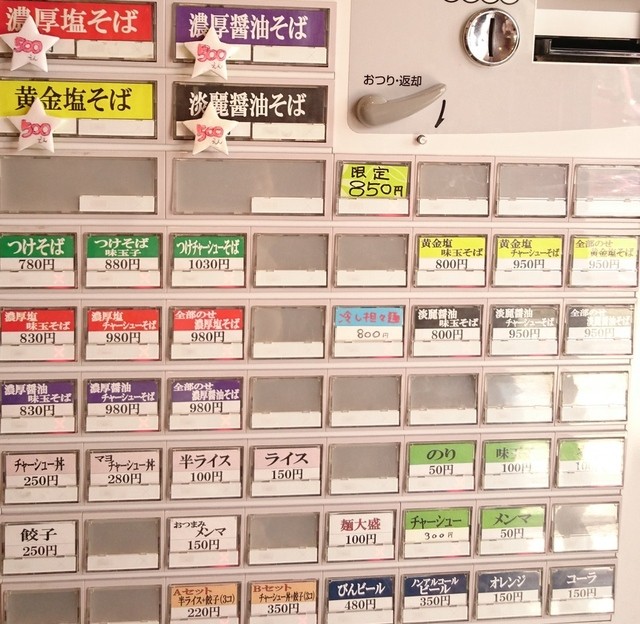 濃厚塩そば
500
濃厚醤油そば
500
黄金塩そば
500
淡麗醤油そば
500
おつり・返却
限定
850円
つけそば
780円
つけそば
味玉子
880円
つけチャーシューそば
1030円
黄金塩
味玉そば
800円
黄金塩
チャーシューそば
950円
全部のせ
黄金塩そば
950円
濃厚塩
味玉そば
830円
濃厚塩
チャーシューそば
980円
全部のせ
濃厚塩そば
980円
冷し担々麺
800円
淡麗醤油
味玉そば
800円
淡麗醤油
チャーシューそば
950円
全部のせ
淡麗醤油そば
950円
濃厚醤油
味玉そば
830円
濃厚醤油
チャーシューそば
980円
全部のせ
濃厚醤油そば
980円
チャーシュー丼
250円
マヨ
チャーシュー丼
280円
半ライス
100円
ライス
150円
のり
50円
味
100円
餃子
250円
おつまみ
メンマ
150円
麺大盛
100円
チャーシュー
300円
メンマ
50円
Aセット
半ライス+餃子(3コ)
220円
Bセット
チャーシュー丼+餃子(3コ)
350円
びんビール
480円
ノンアルコール
ビール
350円
オレンジ
150円
コーラ
150円